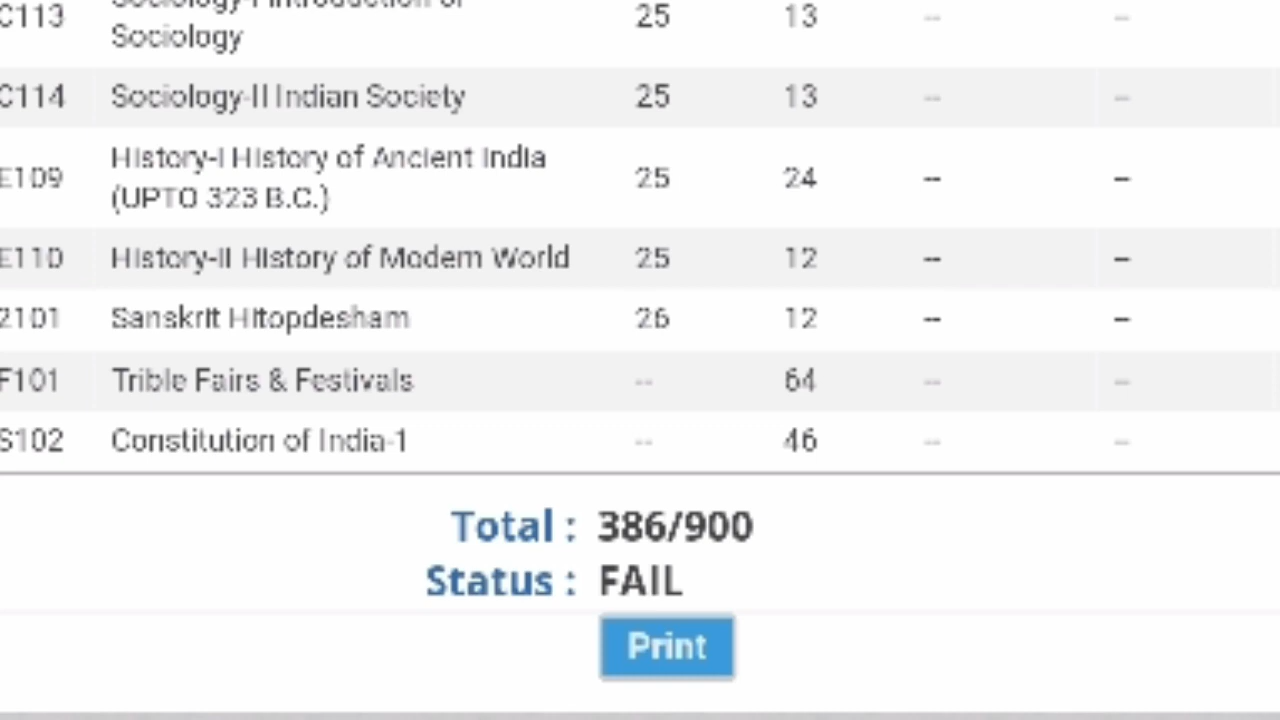 C113 Sociology-I Introduction of Sociology 25 13 -- --
C114 Sociology-II Indian Society 25 13 -- --
E109 History-I History of Ancient India (UPTO 323 B.C.) 25 24 -- --
E110 History-II History of Modern World 25 12 -- --
2101 Sanskrit Hitopdesham 26 12 -- --
F101 Trible Fairs & Festivals -- 64 -- --
S102 Constitution of India-1 -- 46 -- --
Total : 386/900
Status : FAIL
Print